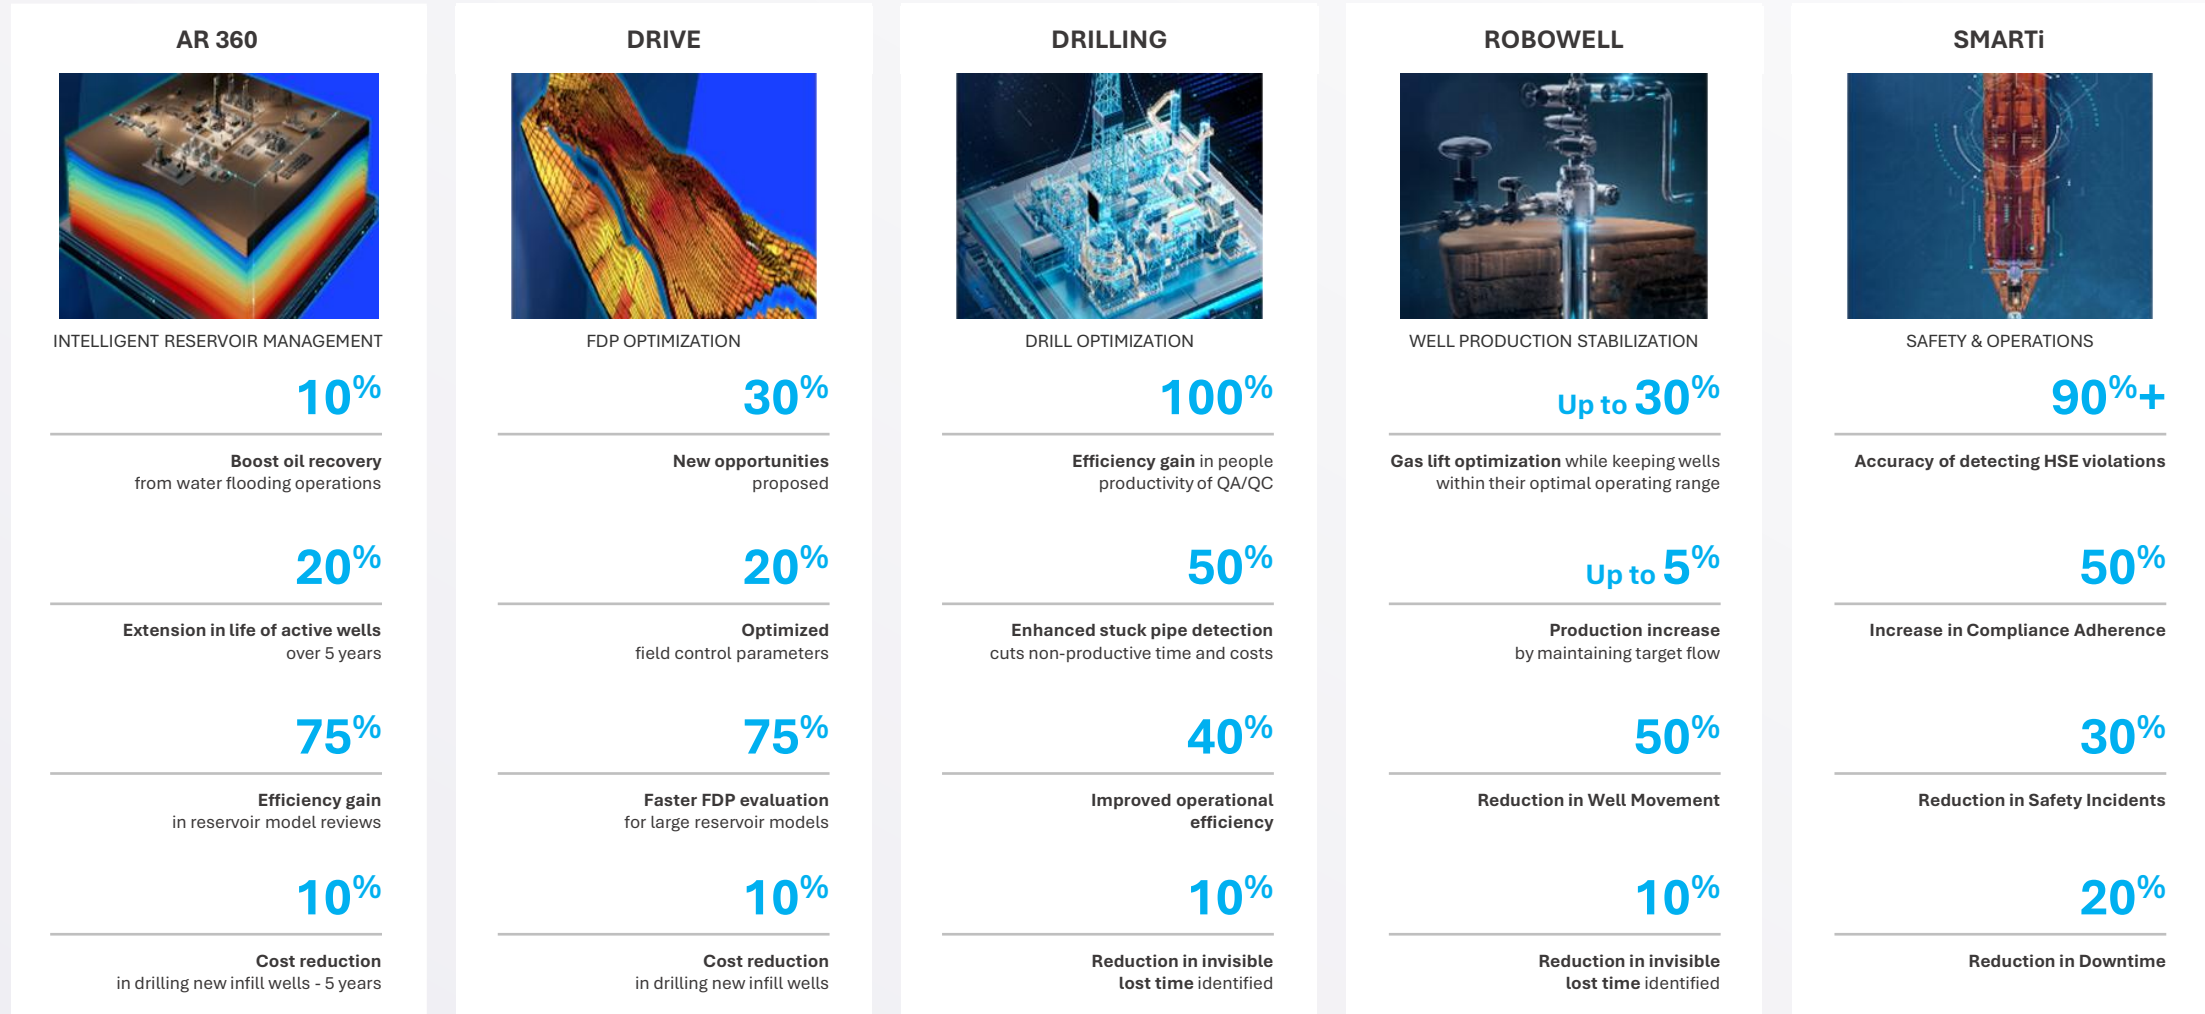 AR 360
INTELLIGENT RESERVOIR MANAGEMENT
10%
Boost oil recovery
from water flooding operations
20%
Extension in life of active wells
over 5 years
75%
Efficiency gain
in reservoir model reviews
10%
Cost reduction
in drilling new infill wells - 5 years
DRIVE
FDP OPTIMIZATION
30%
New opportunities
proposed
20%
Optimized
field control parameters
75%
Faster FDP evaluation
for large reservoir models
10%
Cost reduction
in drilling new infill wells
DRILLING
DRILL OPTIMIZATION
100%
Efficiency gain in people
productivity of QA/QC
50%
Enhanced stuck pipe detection
cuts non-productive time and costs
40%
Improved operational
efficiency
10%
Reduction in invisible
lost time identified
ROBOWELL
WELL PRODUCTION STABILIZATION
Up to 30%
Gas lift optimization while keeping wells
within their optimal operating range
Up to 5%
Production increase
by maintaining target flow
50%
Reduction in Well Movement
10%
Reduction in invisible
lost time identified
SMARTi
SAFETY & OPERATIONS
90%+
Accuracy of detecting HSE violations
50%
Increase in Compliance Adherence
30%
Reduction in Safety Incidents
20%
Reduction in Downtime